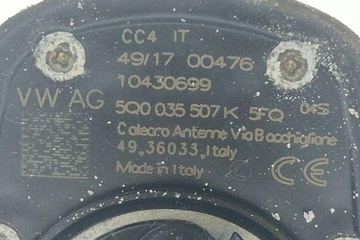 CC4 IT
49/17 00476
10430699
VW AG 5Q0 035 507 K 5FQ 04S
Calearo Antenne Via Bacchiglione
49,36033,Italy
Made in Italy CE